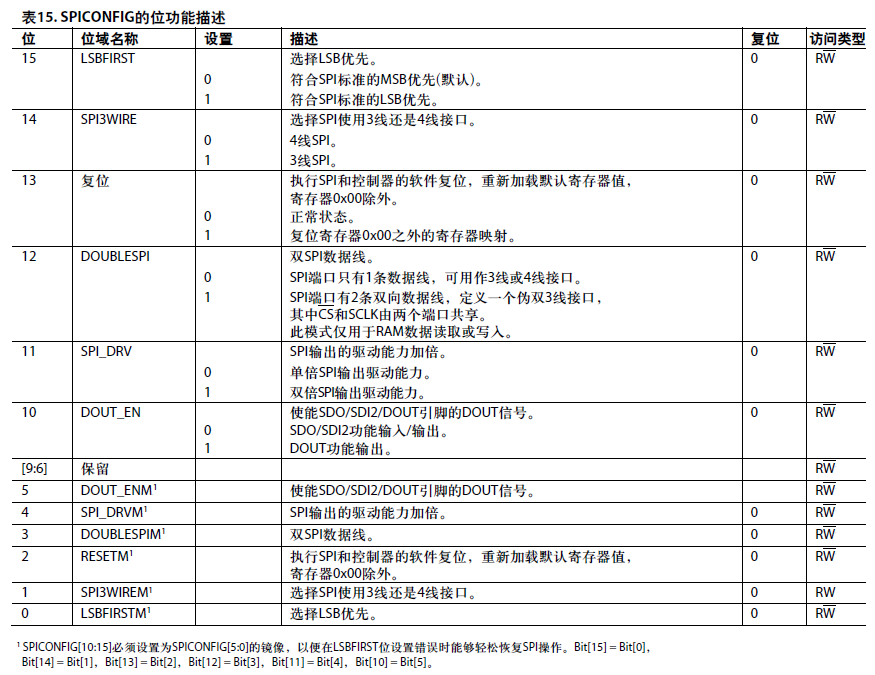 表15. SPICONFIG的位功能描述
位 位域名称 设置 描述 复位 访问类型
15 LSBFIRST 选择LSB优先。 0 RW̅
0 符合SPI标准的MSB优先(默认)。
1 符合SPI标准的LSB优先。
14 SPI3WIRE 选择SPI使用3线还是4线接口。 0 RW̅
0 4线SPI。
1 3线SPI。
13 复位 执行SPI和控制器的软件复位，重新加载默认寄存器值， 0 RW̅
寄存器0x00除外。
0 正常状态。
1 复位寄存器0x00之外的寄存器映射。
12 DOUBLESPI 双SPI数据线。 0 RW̅
0 SPI端口只有1条数据线，可用作3线或4线接口。
1 SPI端口有2条双向数据线，定义一个伪双3线接口，
其中C̅S̅和SCLK由两个端口共享。
此模式仅用于RAM数据读取或写入。
11 SPI_DRV SPI输出的驱动能力加倍。 0 RW̅
0 单倍SPI输出驱动能力。
1 双倍SPI输出驱动能力。
10 DOUT_EN 使能SDO/SDI2/DOUT引脚的DOUT信号。 0 RW̅
0 SDO/SDI2功能输入/输出。
1 DOUT功能输出。
[9:6] 保留 RW̅
5 DOUT_ENM¹ 使能SDO/SDI2/DOUT引脚的DOUT信号。 RW̅
4 SPI_DRVM¹ SPI输出的驱动能力加倍。 0 RW̅
3 DOUBLESPIM¹ 双SPI数据线。 0 RW̅
2 RESETM¹ 执行SPI和控制器的软件复位，重新加载默认寄存器值， 0 RW̅
寄存器0x00除外。
1 SPI3WIREM¹ 选择SPI使用3线还是4线接口。 0 RW
0 LSBFIRSTM¹ 选择LSB优先。 0 RW̅
¹ SPICONFIG[10:15]必须设置为SPICONFIG[5:0]的镜像，以便在LSBFIRST位设置错误时能够轻松恢复SPI操作。Bit[15] = Bit[0]，
Bit[14] = Bit[1]，Bit[13] = Bit[2]，Bit[12] = Bit[3]，Bit[11] = Bit[4]，Bit[10] = Bit[5]。